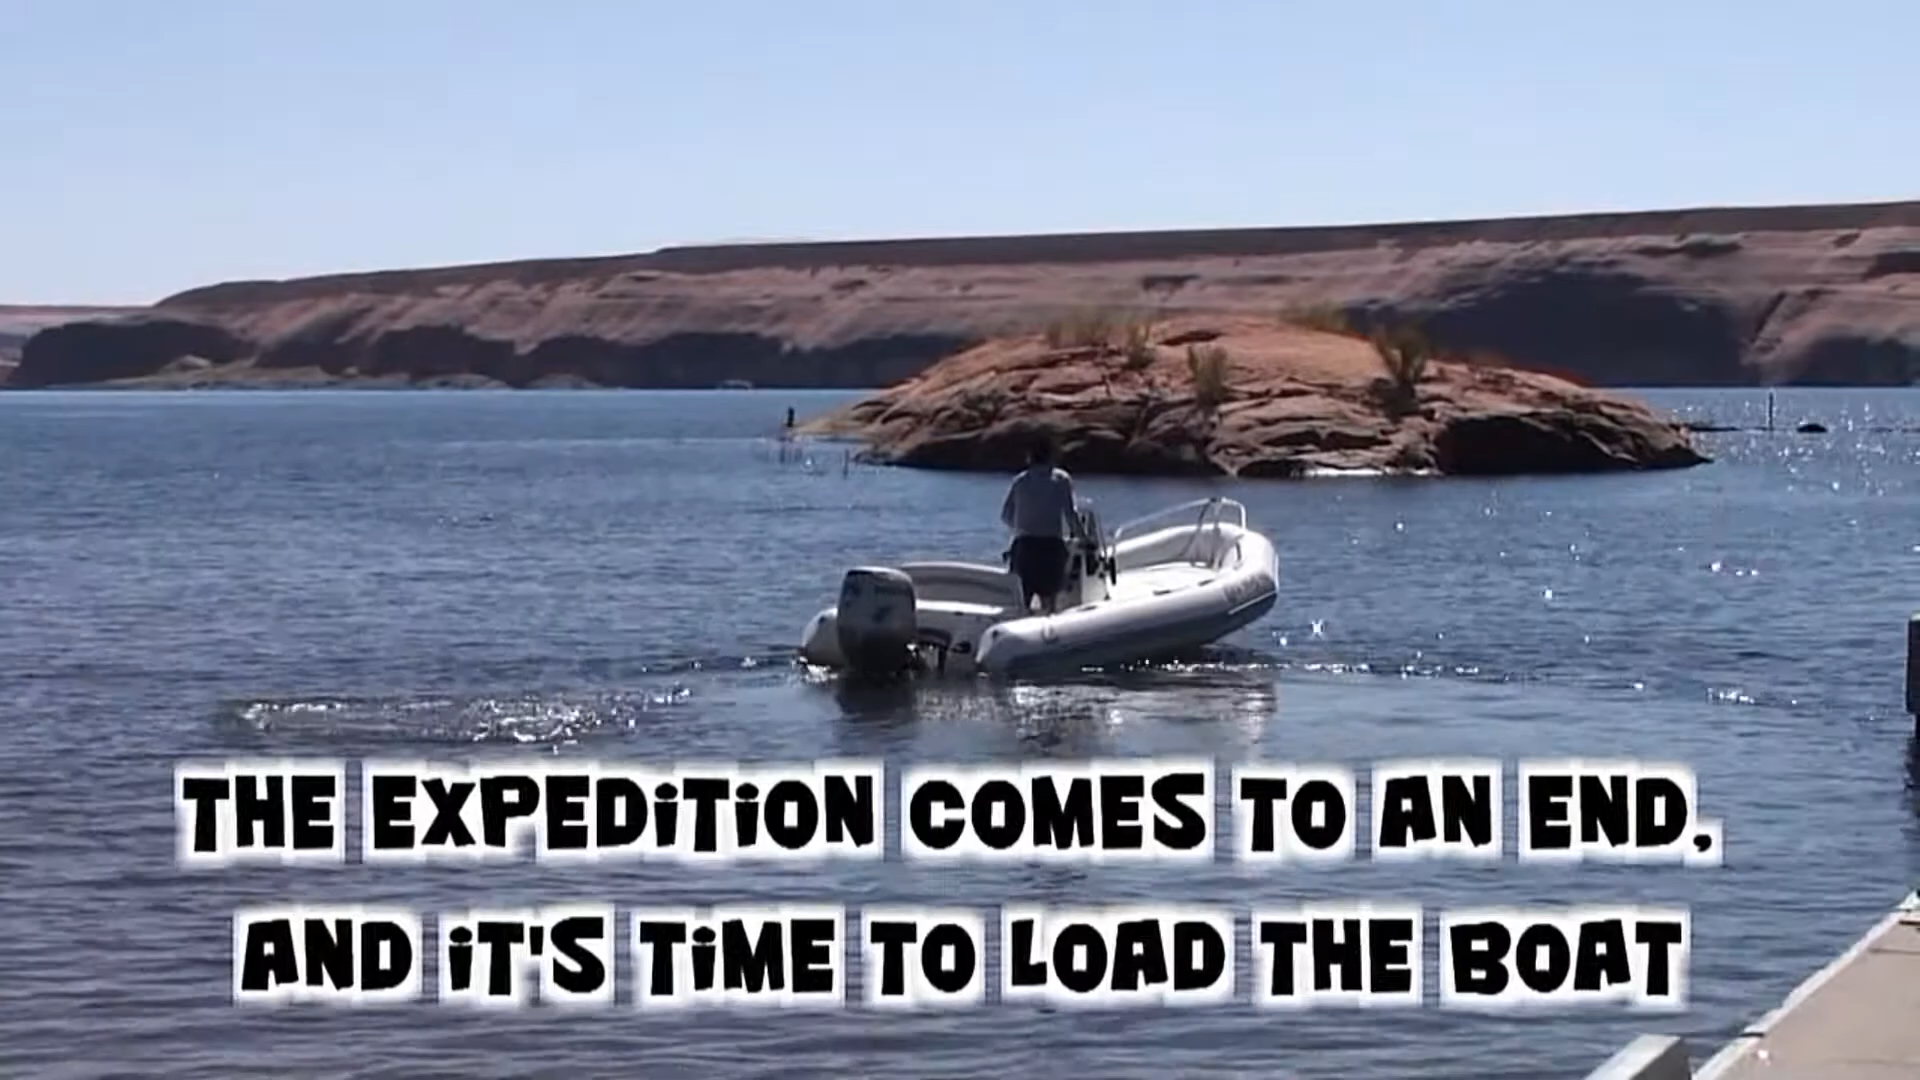 THE EXPEDiTiON COMES TO AN END,
AND iT'S TiME TO LOAD THE BOAT